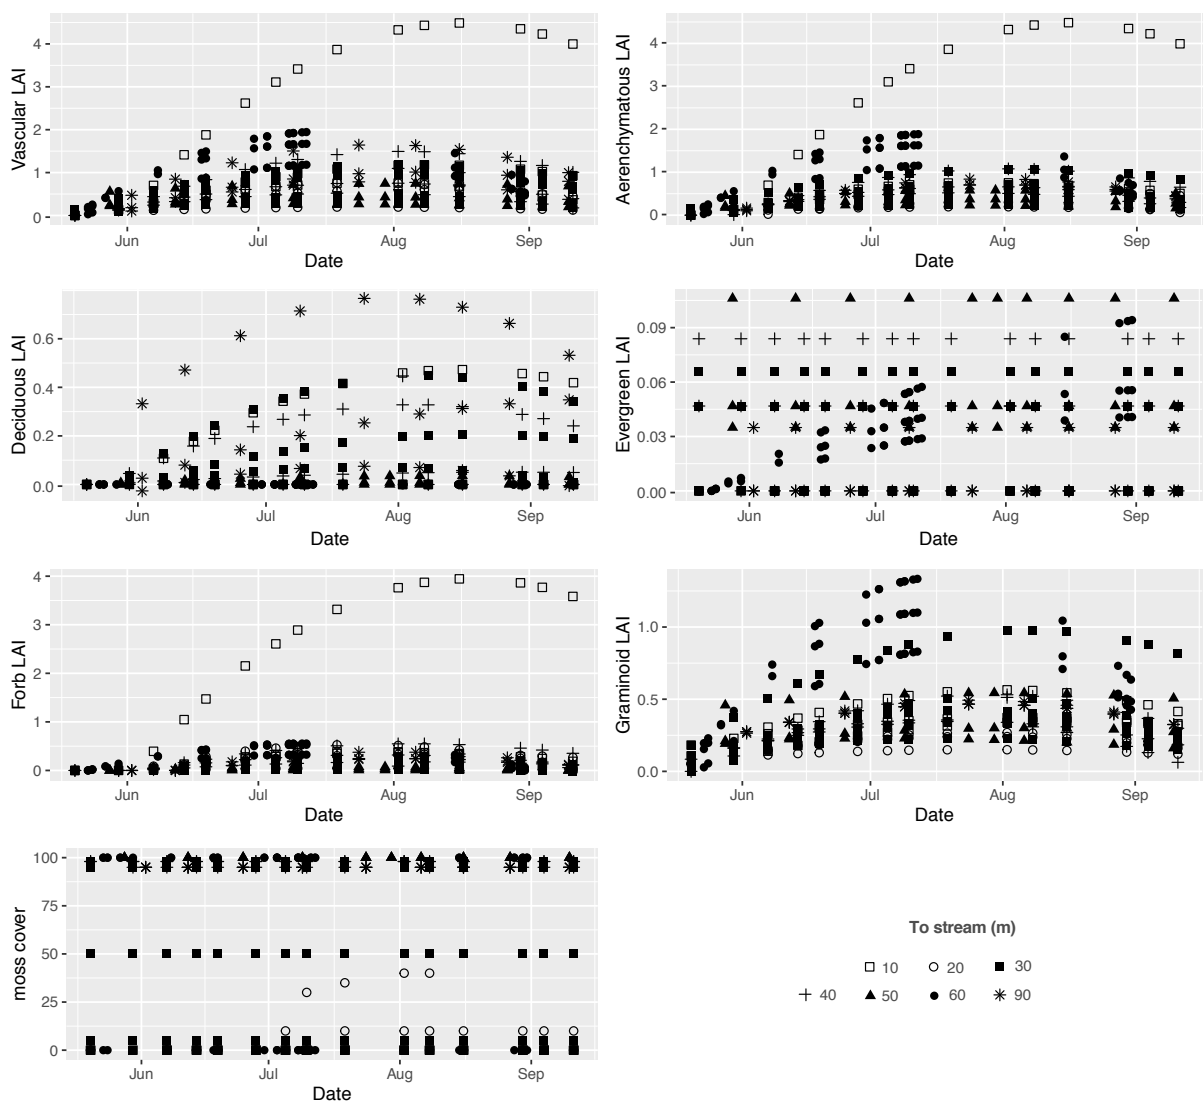 Vascular LAI
4
3
2
1
0
Jun Jul Aug Sep
Date
Aerenchymatous LAI
4
3
2
1
0
Jun Jul Aug Sep
Date
Deciduous LAI
0.6
0.4
0.2
0.0
Jun Jul Aug Sep
Date
Evergreen LAI
0.09
0.06
0.03
0.00
Jun Jul Aug Sep
Date
Forb LAI
4
3
2
1
0
Jun Jul Aug Sep
Date
Graminoid LAI
1.0
0.5
0.0
Jun Jul Aug Sep
Date
moss cover
100
75
50
25
0
Jun Jul Aug Sep
Date
To stream (m)
10 20 30
40 50 60 90